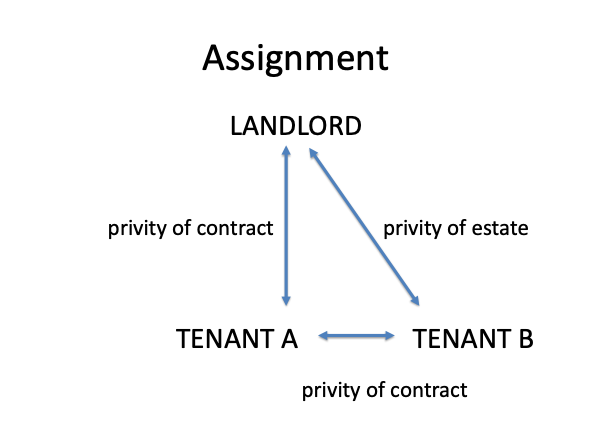 Assignment
LANDLORD
privity of contract
privity of estate
TENANT A
TENANT B
privity of contract